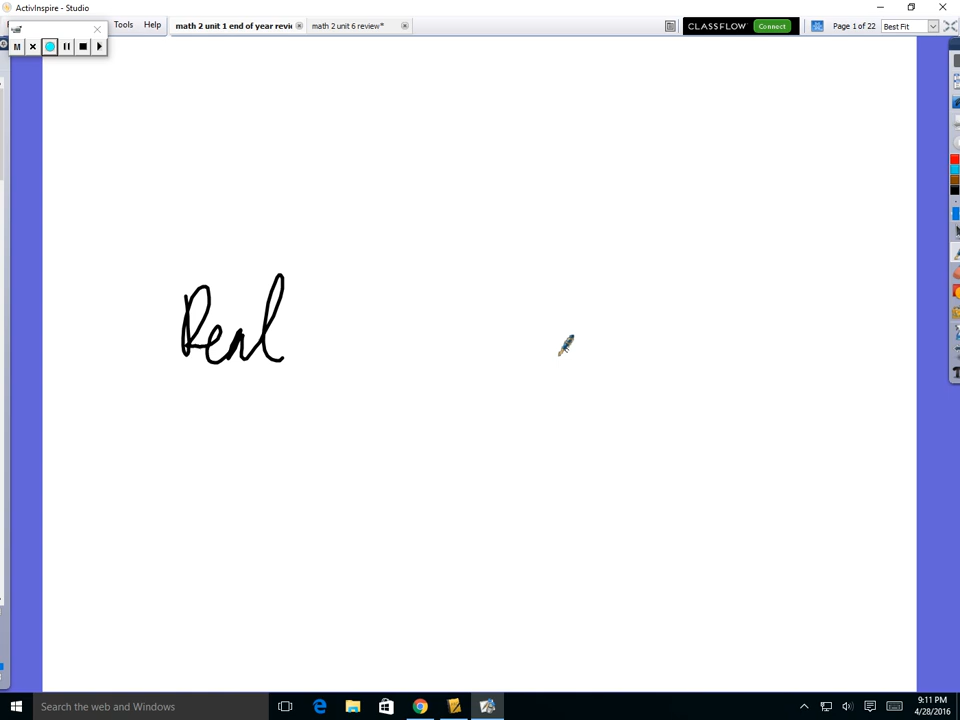 ActivInspire - Studio
Tools Help math 2 unit 1 end of year revi math 2 unit 6 review* CLASSFLOW Connect Page 1 of 22 Best Fit
M
Real
Search the web and Windows
9:11 PM
4/28/2016